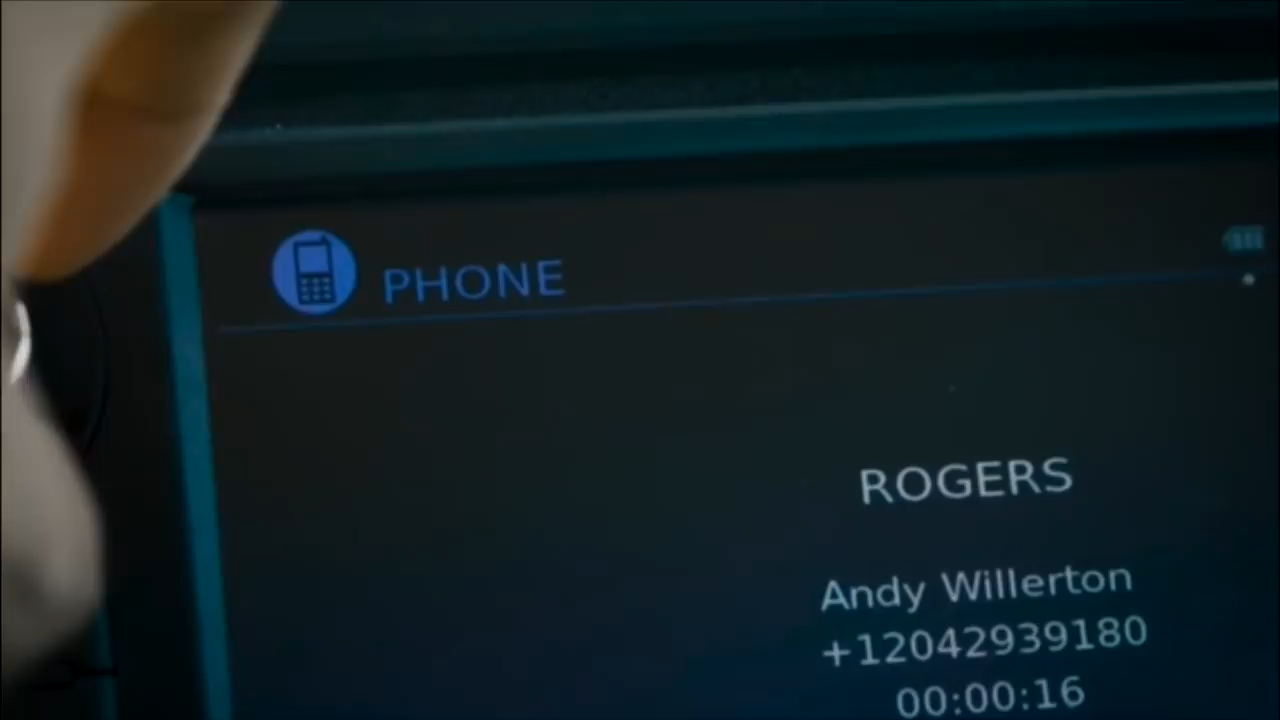 PHONE
ROGERS
Andy Willerton
+12042939180
00:00:16